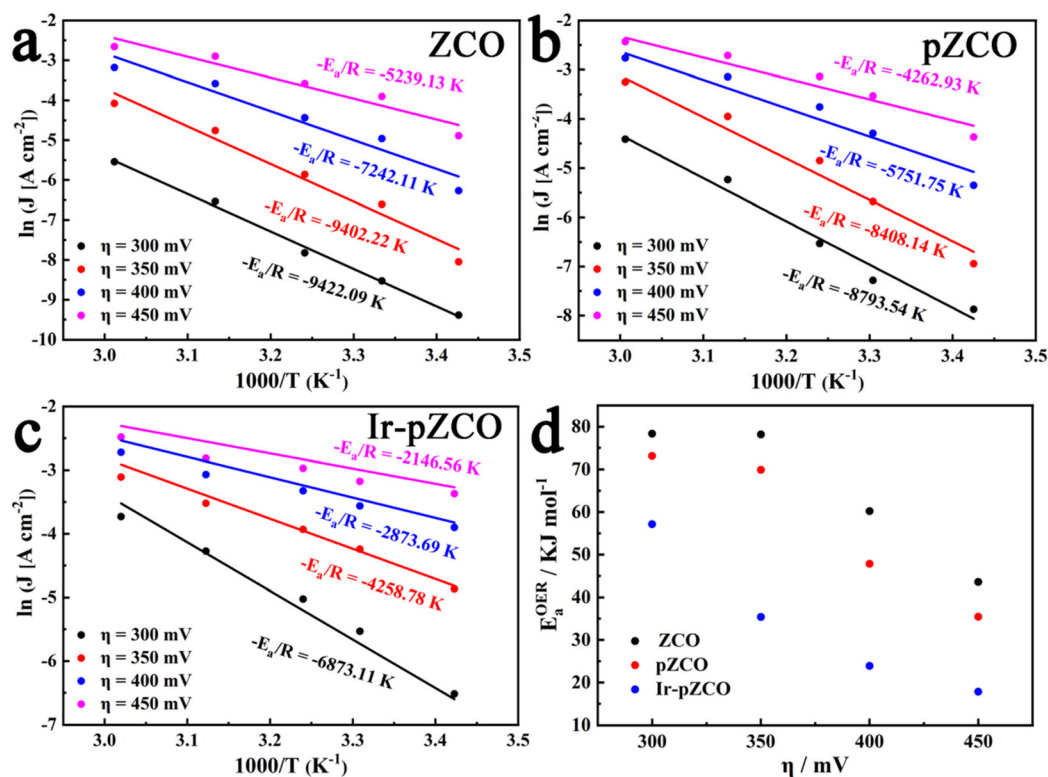 a
ZCO
ln (J [A cm-2])
-2
-3
-4
-5
-6
-7
-8
-9
-10
-Ea/R = -5239.13 K
-Ea/R = -7242.11 K
-Ea/R = -9402.22 K
-Ea/R = -9422.09 K
η = 300 mV
η = 350 mV
η = 400 mV
η = 450 mV
3.0 3.1 3.2 3.3 3.4 3.5
1000/T (K-1)
b
pZCO
ln (J [A cm-2])
-2
-3
-4
-5
-6
-7
-8
-Ea/R = -4262.93 K
-Ea/R = -5751.75 K
-Ea/R = -8408.14 K
-Ea/R = -8793.54 K
η = 300 mV
η = 350 mV
η = 400 mV
η = 450 mV
3.0 3.1 3.2 3.3 3.4 3.5
1000/T (K-1)
c
Ir-pZCO
ln (J [A cm-2])
-2
-3
-4
-5
-6
-7
-Ea/R = -2146.56 K
-Ea/R = -2873.69 K
-Ea/R = -4258.78 K
-Ea/R = -6873.11 K
η = 300 mV
η = 350 mV
η = 400 mV
η = 450 mV
3.0 3.1 3.2 3.3 3.4 3.5
1000/T (K-1)
d
EaOER / KJ mol-1
90
80
70
60
50
40
30
20
10
ZCO
pZCO
Ir-pZCO
300 350 400 450
η / mV